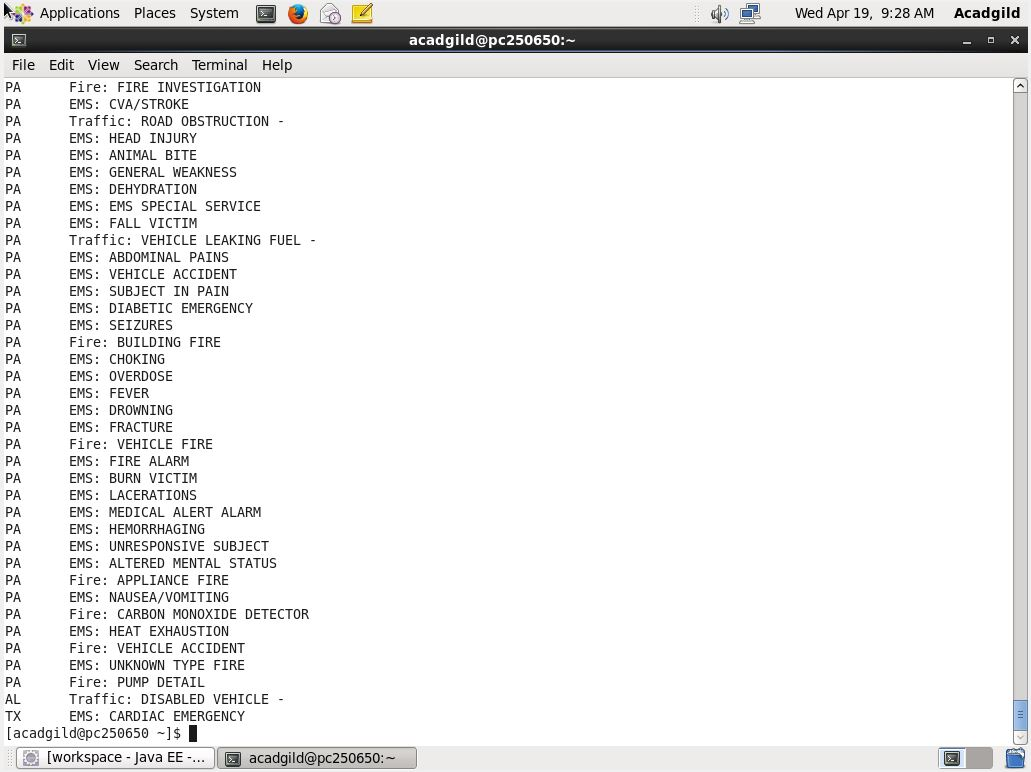 Applications Places System Wed Apr 19, 9:28 AM Acadgild
acadgild@pc250650:~
File Edit View Search Terminal Help
PA Fire: FIRE INVESTIGATION
PA EMS: CVA/STROKE
PA Traffic: ROAD OBSTRUCTION -
PA EMS: HEAD INJURY
PA EMS: ANIMAL BITE
PA EMS: GENERAL WEAKNESS
PA EMS: DEHYDRATION
PA EMS: EMS SPECIAL SERVICE
PA EMS: FALL VICTIM
PA Traffic: VEHICLE LEAKING FUEL -
PA EMS: ABDOMINAL PAINS
PA EMS: VEHICLE ACCIDENT
PA EMS: SUBJECT IN PAIN
PA EMS: DIABETIC EMERGENCY
PA EMS: SEIZURES
PA Fire: BUILDING FIRE
PA EMS: CHOKING
PA EMS: OVERDOSE
PA EMS: FEVER
PA EMS: DROWNING
PA EMS: FRACTURE
PA Fire: VEHICLE FIRE
PA EMS: FIRE ALARM
PA EMS: BURN VICTIM
PA EMS: LACERATIONS
PA EMS: MEDICAL ALERT ALARM
PA EMS: HEMORRHAGING
PA EMS: UNRESPONSIVE SUBJECT
PA EMS: ALTERED MENTAL STATUS
PA Fire: APPLIANCE FIRE
PA EMS: NAUSEA/VOMITING
PA Fire: CARBON MONOXIDE DETECTOR
PA EMS: HEAT EXHAUSTION
PA Fire: VEHICLE ACCIDENT
PA EMS: UNKNOWN TYPE FIRE
PA Fire: PUMP DETAIL
AL Traffic: DISABLED VEHICLE -
TX EMS: CARDIAC EMERGENCY
[acadgild@pc250650 ~]$
[workspace - Java EE -... acadgild@pc250650:~